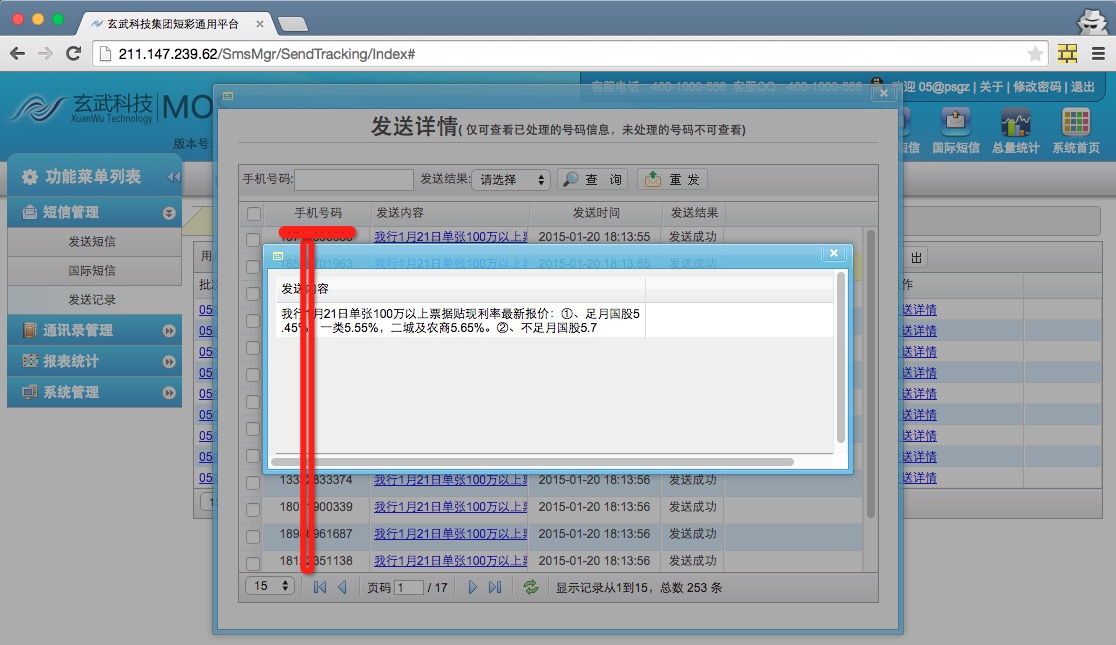 玄武科技集团短彩通用平台
211.147.239.62/SmsMgr/SendTracking/Index#
玄武科技
XuanWu Technology
MO
版本号
客服电话: 400-1000-566 客服QQ: 400-1000-566
欢迎 05@psgz | 关于 | 修改密码 | 退出
短信 国际短信 总量统计 系统首页
功能菜单列表
短信管理
发送短信
国际短信
发送记录
通讯录管理
报表统计
系统管理
发送详情( 仅可查看已处理的号码信息，未处理的号码不可查看)
手机号码: 发送结果: 请选择 查 询 重 发
手机号码 发送内容 发送时间 发送结果
我行1月21日单张100万以上票 2015-01-20 18:13:55 发送成功
我行1月21日单张100万以上票 2015-01-20 18:13:55 发送成功
发送内容
我行1月21日单张100万以上票据贴现利率最新报价：①、足月国股5
.45%，一类5.55%，二城及农商5.65%。②、不足月国股5.7
833374 我行1月21日单张100万以上票 2015-01-20 18:13:56 发送成功
900339 我行1月21日单张100万以上票 2015-01-20 18:13:56 发送成功
961687 我行1月21日单张100万以上票 2015-01-20 18:13:56 发送成功
351138 我行1月21日单张100万以上票 2015-01-20 18:13:56 发送成功
15 页码 1 / 17 显示记录从1到15，总数 253 条
用
批
出
作
05 送详情
05 送详情
05 送详情
05 送详情
05 送详情
05 送详情
05 送详情
05 送详情
05 送详情